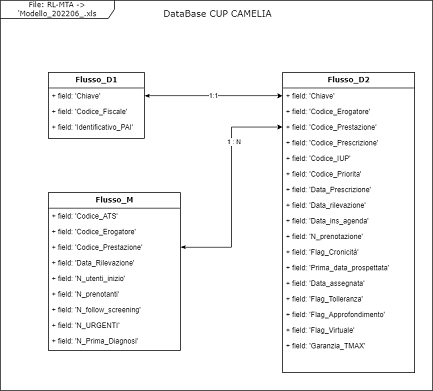 File: RL-MTA ->
'Modello_202206_.xls
DataBase CUP CAMELIA
Flusso_D1
+ field: 'Chiave'
+ field: 'Codice_Fiscale'
+ field: 'Identificativo_PAI'
1:1
Flusso_D2
+ field: 'Chiave'
+ field: 'Codice_Erogatore'
+ field: 'Codice_Prestazione'
+ field: 'Codice_Prescrizione'
+ field: 'Codice_IUP'
+ field: 'Codice_Priorita'
+ field: 'Data_Prescrizione'
+ field: 'Data_rilevazione'
+ field: 'Data_ins_agenda'
+ field: 'N_prenotazione'
+ field: 'Flag_Cronicità'
+ field: 'Prima_data_prospettata'
+ field: 'Data_assegnata'
+ field: 'Flag_Tolleranza'
+ field: 'Flag_Approfondimento'
+ field: 'Flag_Virtuale'
+ field: 'Garanzia_TMAX'
1 : N
Flusso_M
+ field: 'Codice_ATS'
+ field: 'Codice_Erogatore'
+ field: 'Codice_Prestazione'
+ field: 'Data_Rilevazione'
+ field: 'N_utenti_inizio'
+ field: 'N_prenotanti'
+ field: 'N_follow_screening'
+ field: 'N_URGENTI'
+ field: 'N_Prima_Diagnosi'